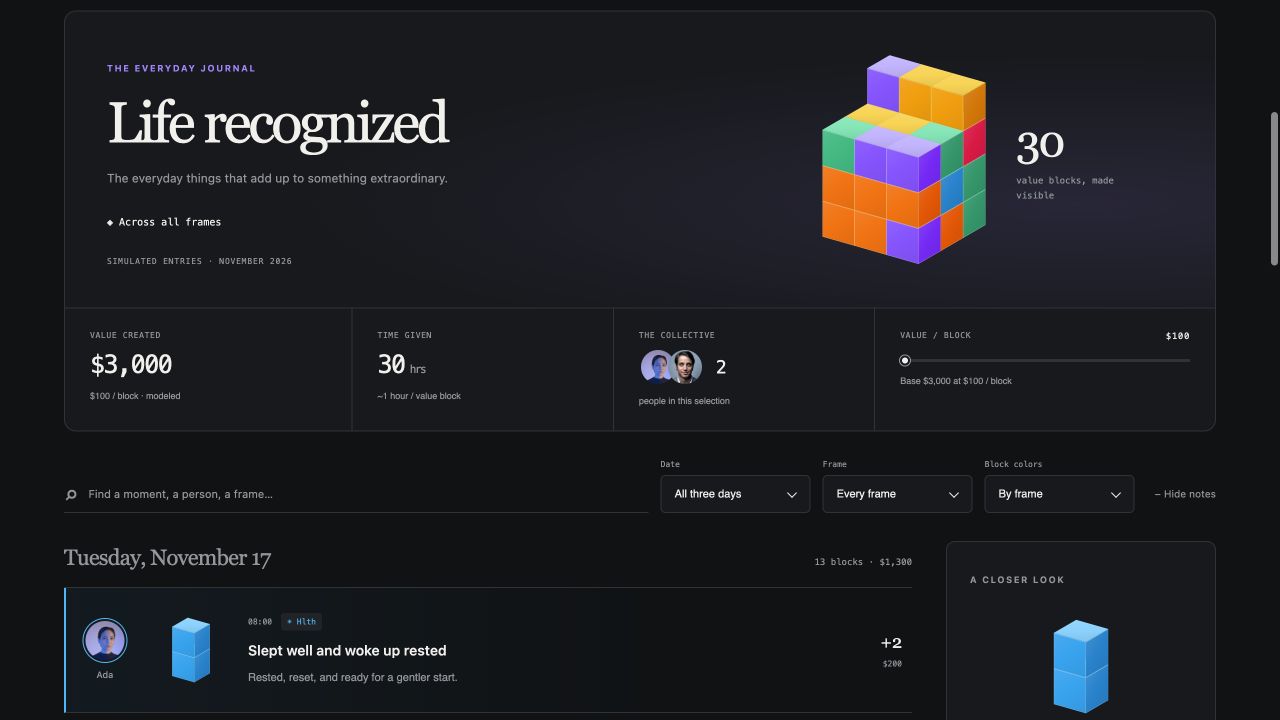 THE EVERYDAY JOURNAL
Life recognized
The everyday things that add up to something extraordinary.
◆ Across all frames
SIMULATED ENTRIES · NOVEMBER 2026
30
value blocks, made
visible
VALUE CREATED
$3,000
$100 / block · modeled
TIME GIVEN
30 hrs
~1 hour / value block
THE COLLECTIVE
2
people in this selection
VALUE / BLOCK
$100
Base $3,000 at $100 / block
Find a moment, a person, a frame...
Date
All three days
Frame
Every frame
Block colors
By frame
– Hide notes
Tuesday, November 17
13 blocks · $1,300
Ada
08:00
Hlth
Slept well and woke up rested
Rested, reset, and ready for a gentler start.
+2
$200
A CLOSER LOOK